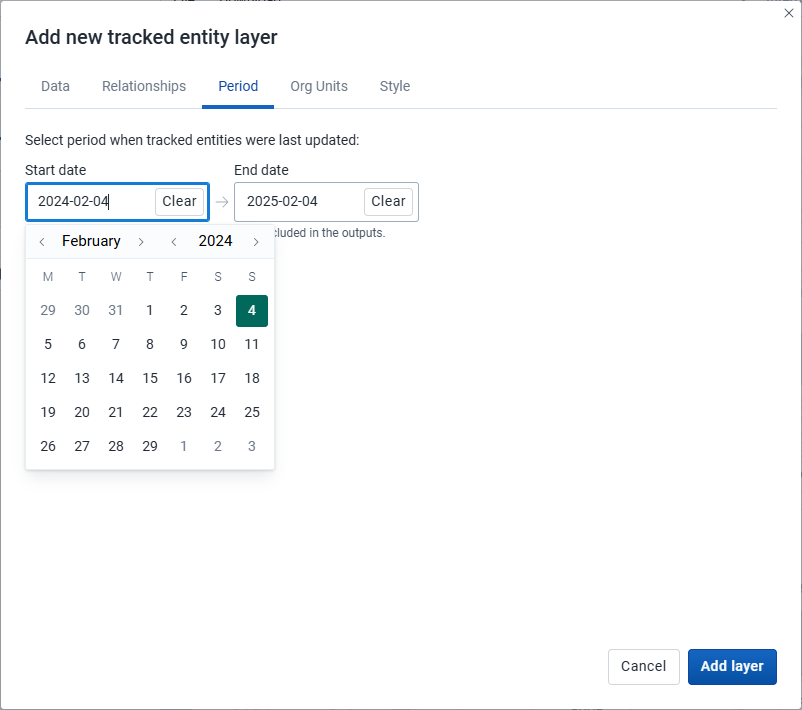 Add new tracked entity layer
Data Relationships Period Org Units Style
Select period when tracked entities were last updated:
Start date End date
2024-02-04 Clear → 2025-02-04 Clear
in the outputs.
February 2024
M T W T F S S
29 30 31 1 2 3 4
5 6 7 8 9 10 11
12 13 14 15 16 17 18
19 20 21 22 23 24 25
26 27 28 29 1 2 3
Cancel Add layer